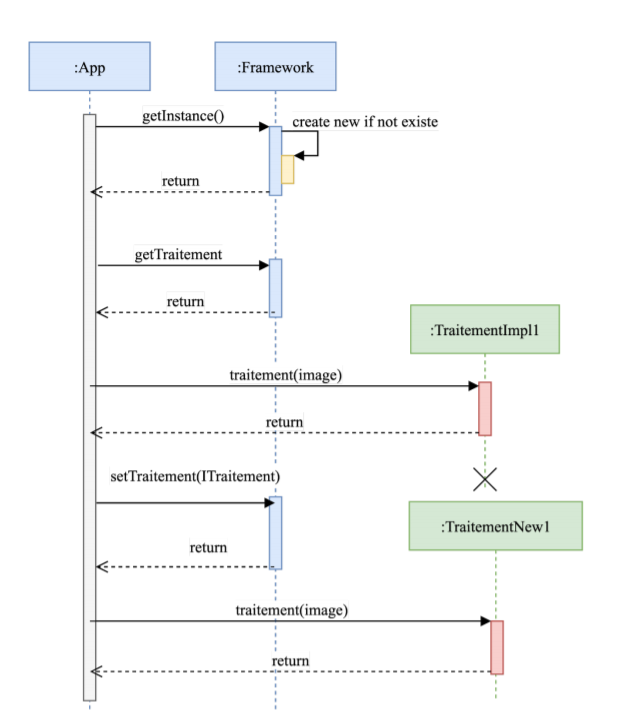 :App
:Framework
getInstance()
create new if not existe
return
getTraitement
return
:TraitementImpl1
traitement(image)
return
setTraitement(ITraitement)
:TraitementNew1
return
traitement(image)
return